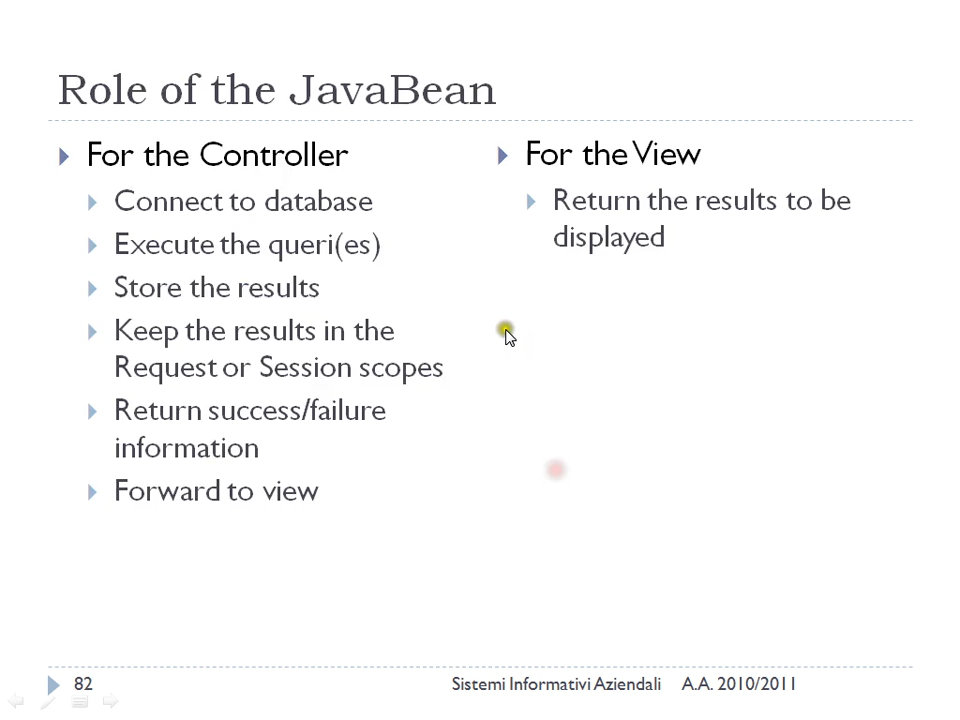 Role of the JavaBean
For the Controller
Connect to database
Execute the queri(es)
Store the results
Keep the results in the
Request or Session scopes
Return success/failure
information
Forward to view
For the View
Return the results to be
displayed
82
Sistemi Informativi Aziendali A.A. 2010/2011